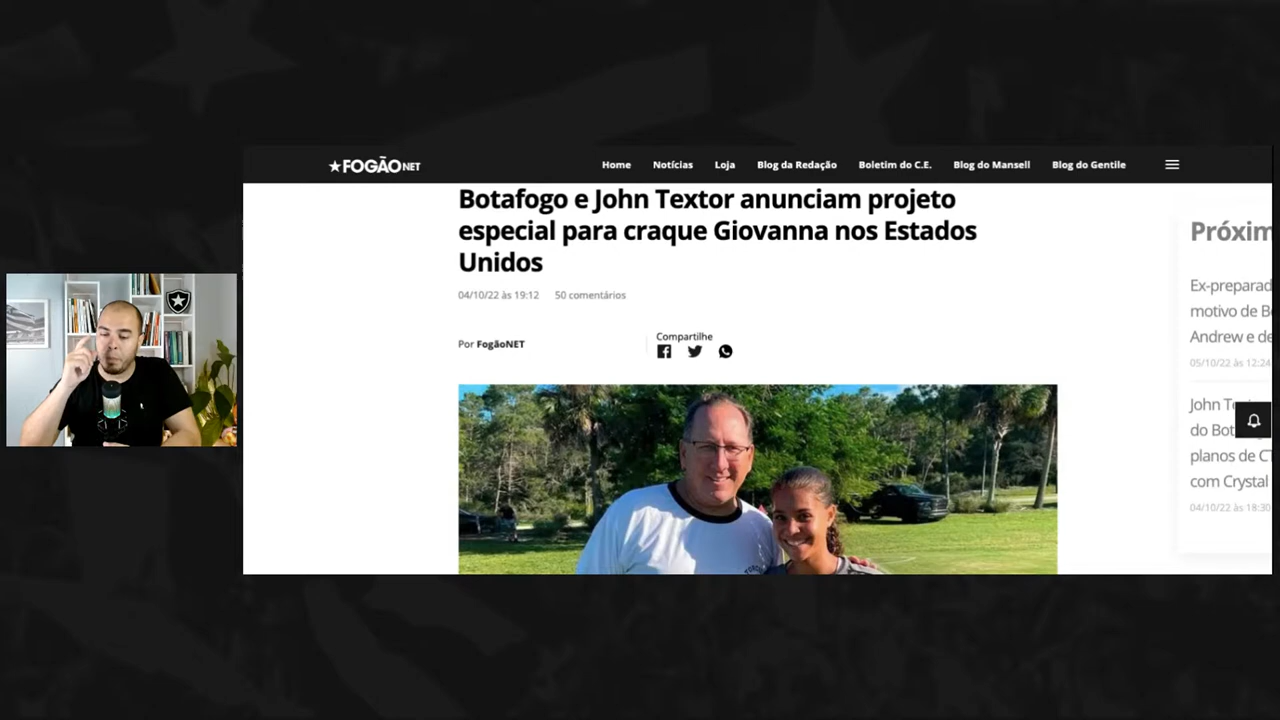 FOGÃO NET
Home Notícias Loja Blog da Redação Boletim do C.E. Blog do Mansell Blog do Gentile
Botafogo e John Textor anunciam projeto
especial para craque Giovanna nos Estados
Unidos
04/10/22 às 19:12 50 comentários
Por FogãoNET
Compartilhe
Próxim
Ex-preparad
motivo de B
Andrew e de
05/10/22 às 12:24
John
do Bot
planos de C
com Crystal
04/10/22 às 18:30